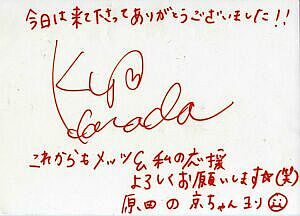 今日は来て下さってありがとうございました!!
Kyo♡
Harada
これからもメッツ&私の応援
よろしくお願いします☆(笑)
原田の京ちゃんヨリ☺